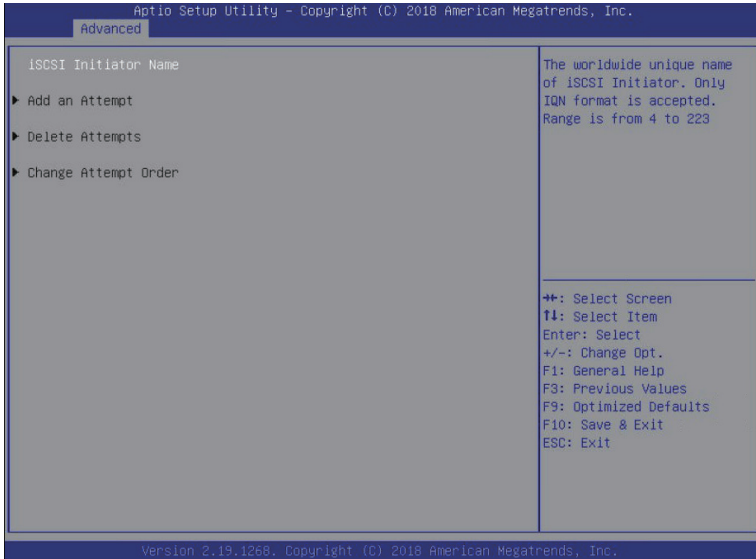 Aptio Setup Utility – Copyright (C) 2018 American Megatrends, Inc.
Advanced
iSCSI Initiator Name
▶ Add an Attempt
▶ Delete Attempts
▶ Change Attempt Order
The worldwide unique name
of iSCSI Initiator. Only
IQN format is accepted.
Range is from 4 to 223
→←: Select Screen
↑↓: Select Item
Enter: Select
+/-: Change Opt.
F1: General Help
F3: Previous Values
F9: Optimized Defaults
F10: Save & Exit
ESC: Exit
Version 2.19.1268. Copyright (C) 2018 American Megatrends, Inc.